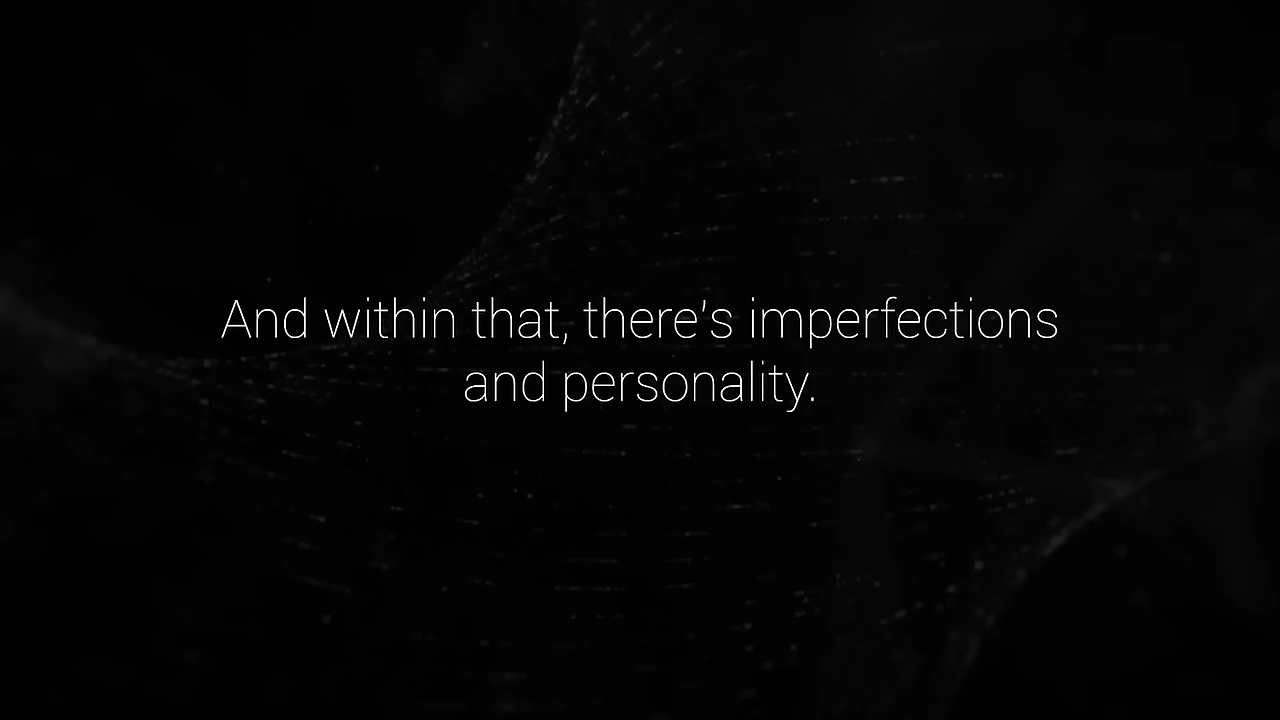 And within that, there's imperfections
and personality.